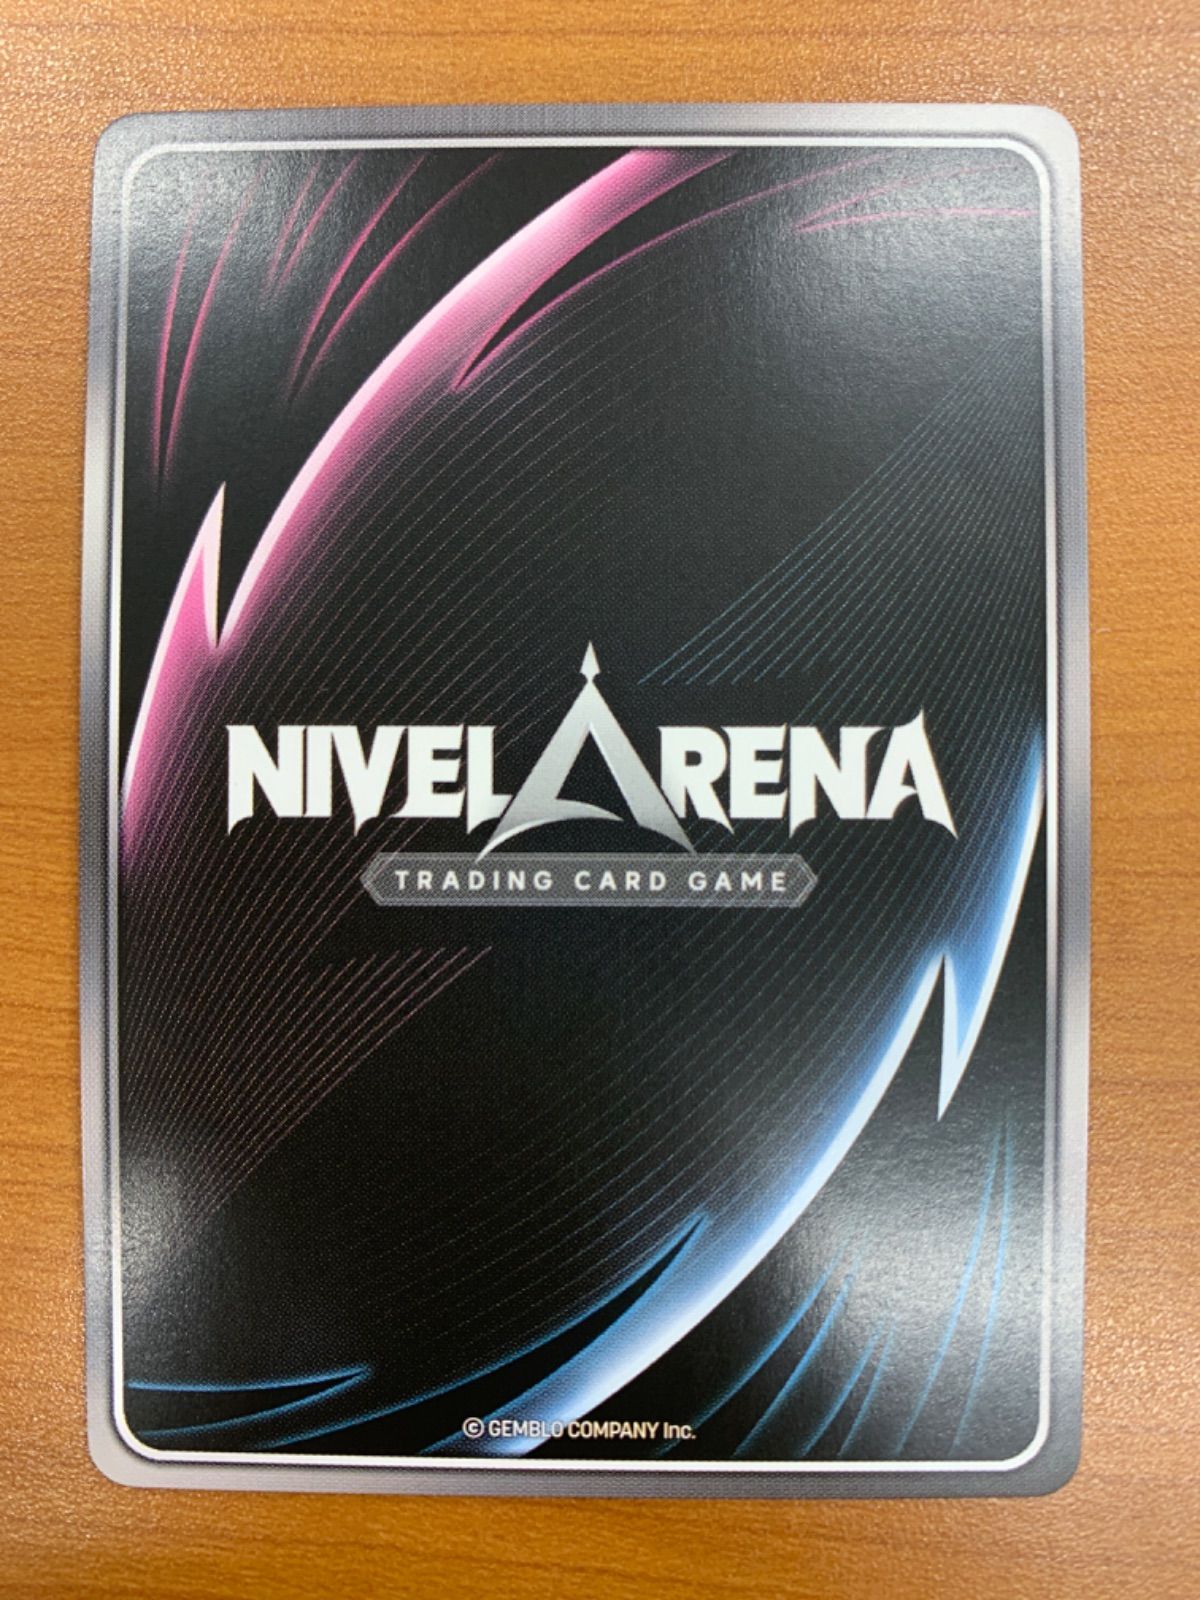 NIVEL ARENA
TRADING CARD GAME
© GEMBLO COMPANY Inc.